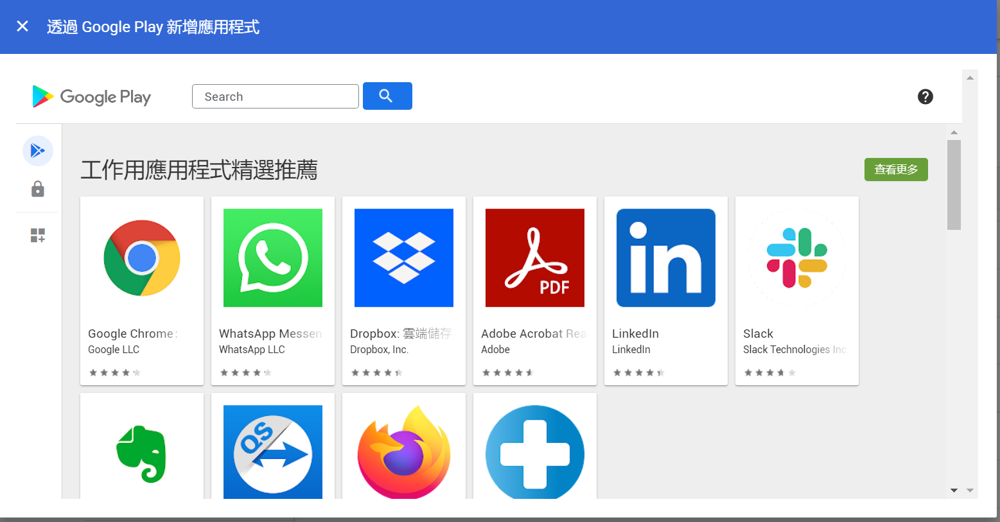 透過 Google Play 新增應用程式
Google Play
Search
工作用應用程式精選推薦
查看更多
PDF
in
Google Chrome:
Google LLC
WhatsApp Messen
WhatsApp LLC
Dropbox: 雲端儲存
Dropbox, Inc.
Adobe Acrobat Rea
Adobe
LinkedIn
LinkedIn
Slack
Slack Technologies Inc
QS